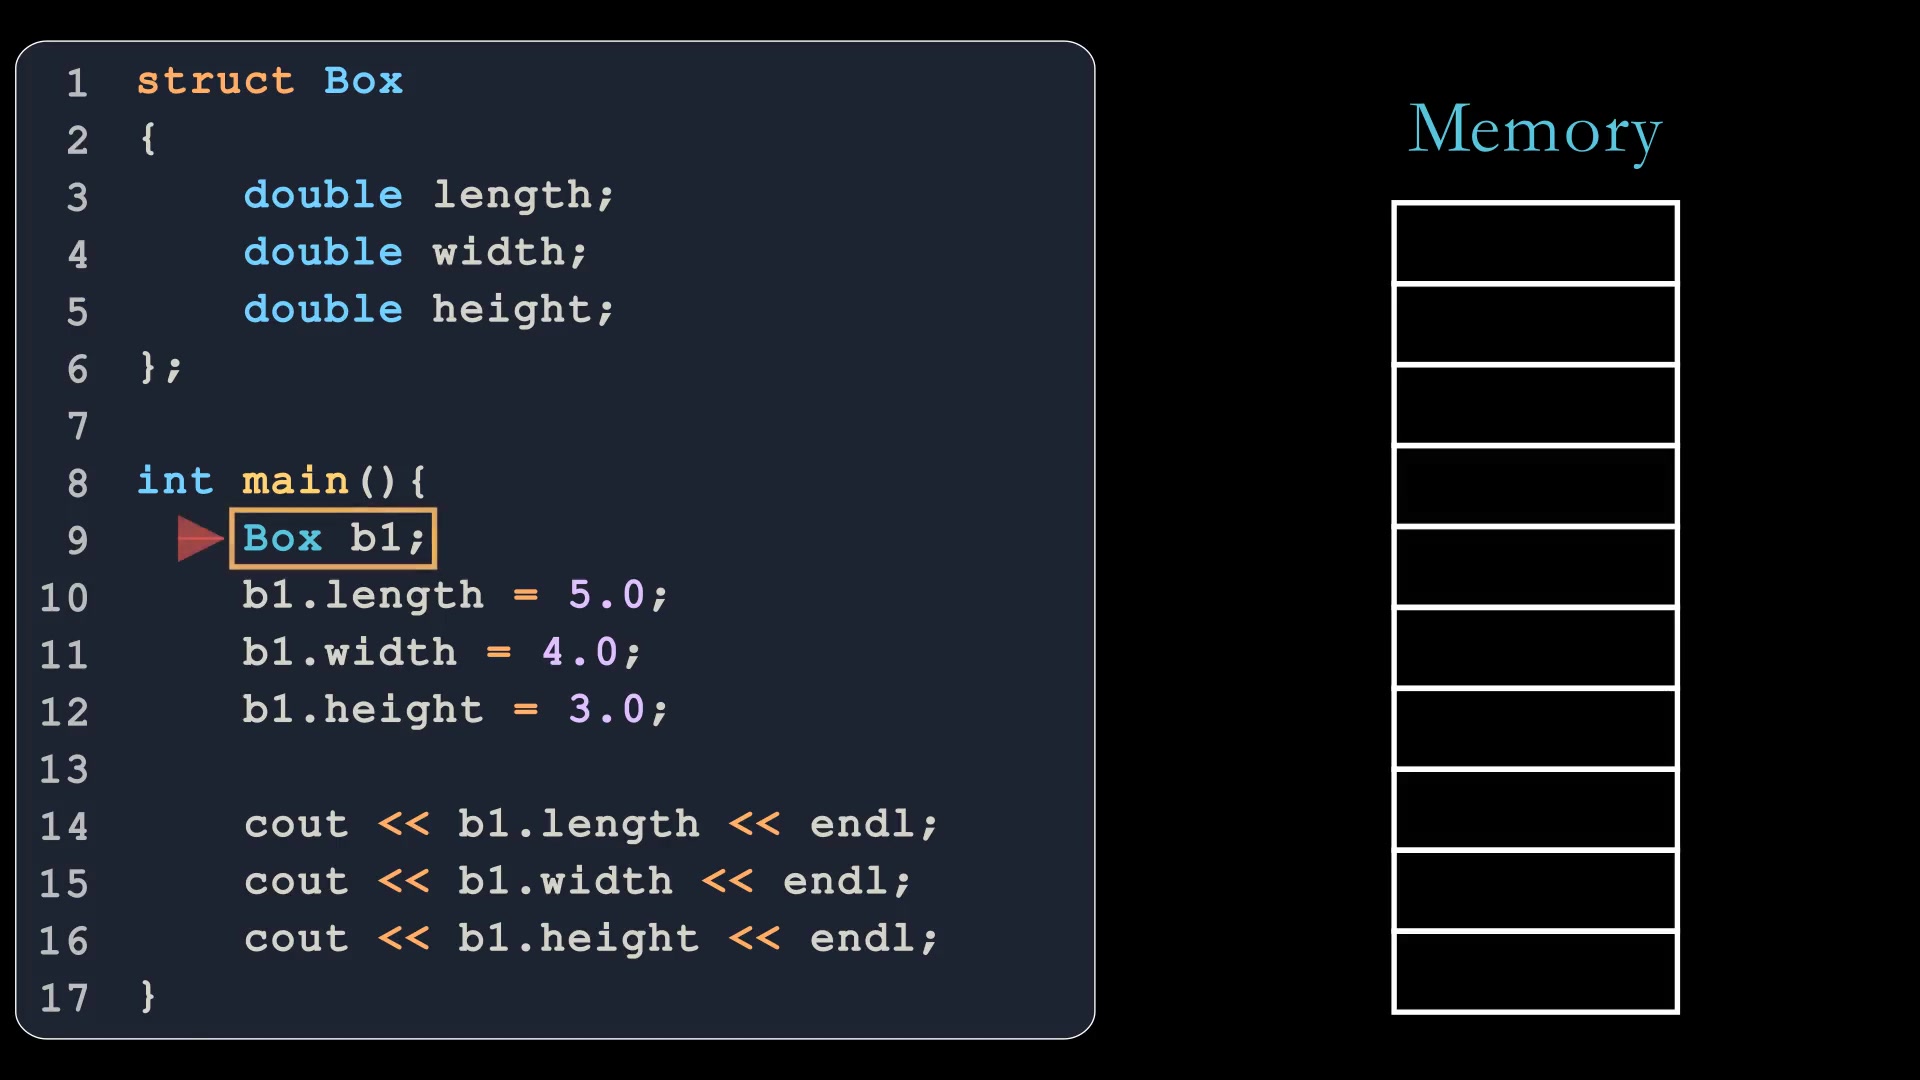 1 struct Box
2 {
3 double length;
4 double width;
5 double height;
6 };
7
8 int main(){
9 Box b1;
10 b1.length = 5.0;
11 b1.width = 4.0;
12 b1.height = 3.0;
13
14 cout << b1.length << endl;
15 cout << b1.width << endl;
16 cout << b1.height << endl;
17 }
Memory